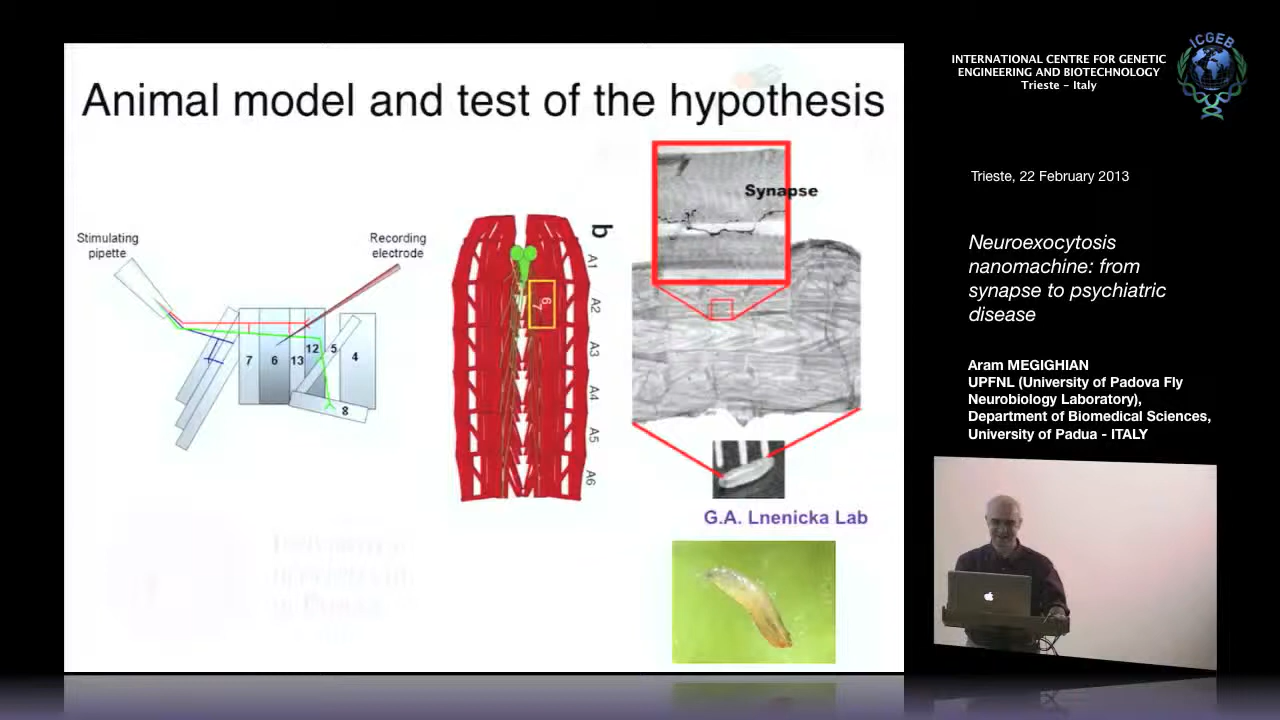 Animal model and test of the hypothesis
Stimulating
pipette
Recording
electrode
7
6
13
12
5
4
8
b
A1
A2
A3
A4
A5
A6
6
7
Synapse
G.A. Lnenicka Lab
ICGEB
INTERNATIONAL CENTRE FOR GENETIC
ENGINEERING AND BIOTECHNOLOGY
Trieste - Italy
Trieste, 22 February 2013
Neuroexocytosis
nanomachine: from
synapse to psychiatric
disease
Aram MEGIGHIAN
UPFNL (University of Padova Fly
Neurobiology Laboratory),
Department of Biomedical Sciences,
University of Padua - ITALY